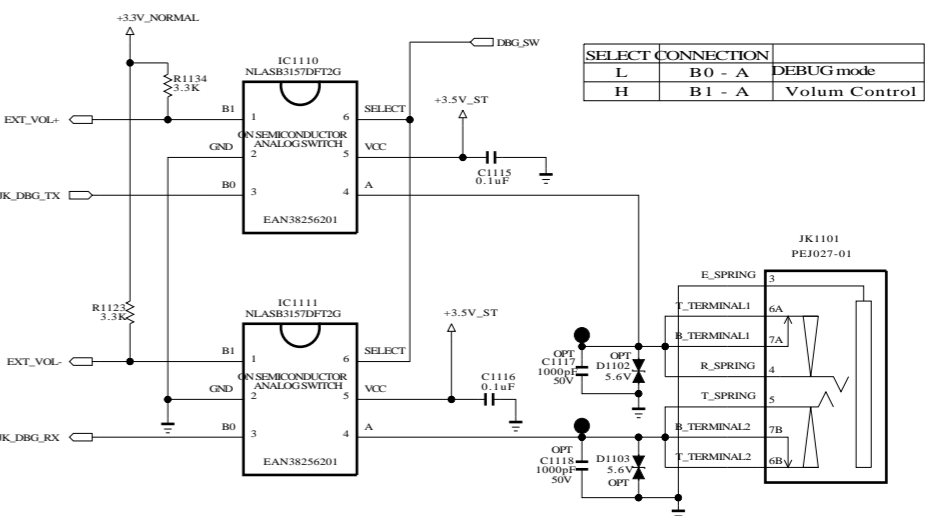 +3.3V_NORMAL
DBG_SW
SELECT CONNECTION
L B0 - A DEBUG mode
H B1 - A Volum Control
R1134
3.3K
IC1110
NLASB3157DFT2G
+3.5V_ST
EXT_VOL+
B1
1
6
SELECT
ON SEMICONDUCTOR
ANALOG SWITCH
GND
2
5
VCC
C1115
0.1uF
JK_DBG_TX
B0
3
4
A
EAN38256201
JK1101
PEJ027-01
E_SPRING
3
T_TERMINAL1
6A
B_TERMINAL1
7A
R_SPRING
4
T_SPRING
5
B_TERMINAL2
7B
T_TERMINAL2
6B
R1123
3.3K
IC1111
NLASB3157DFT2G
+3.5V_ST
EXT_VOL-
B1
1
6
SELECT
ON SEMICONDUCTOR
ANALOG SWITCH
GND
2
5
VCC
C1116
0.1uF
JK_DBG_RX
B0
3
4
A
EAN38256201
OPT
C1117
1000pF
50V
OPT
D1102
5.6V
OPT
C1118
1000pF
50V
D1103
5.6V
OPT